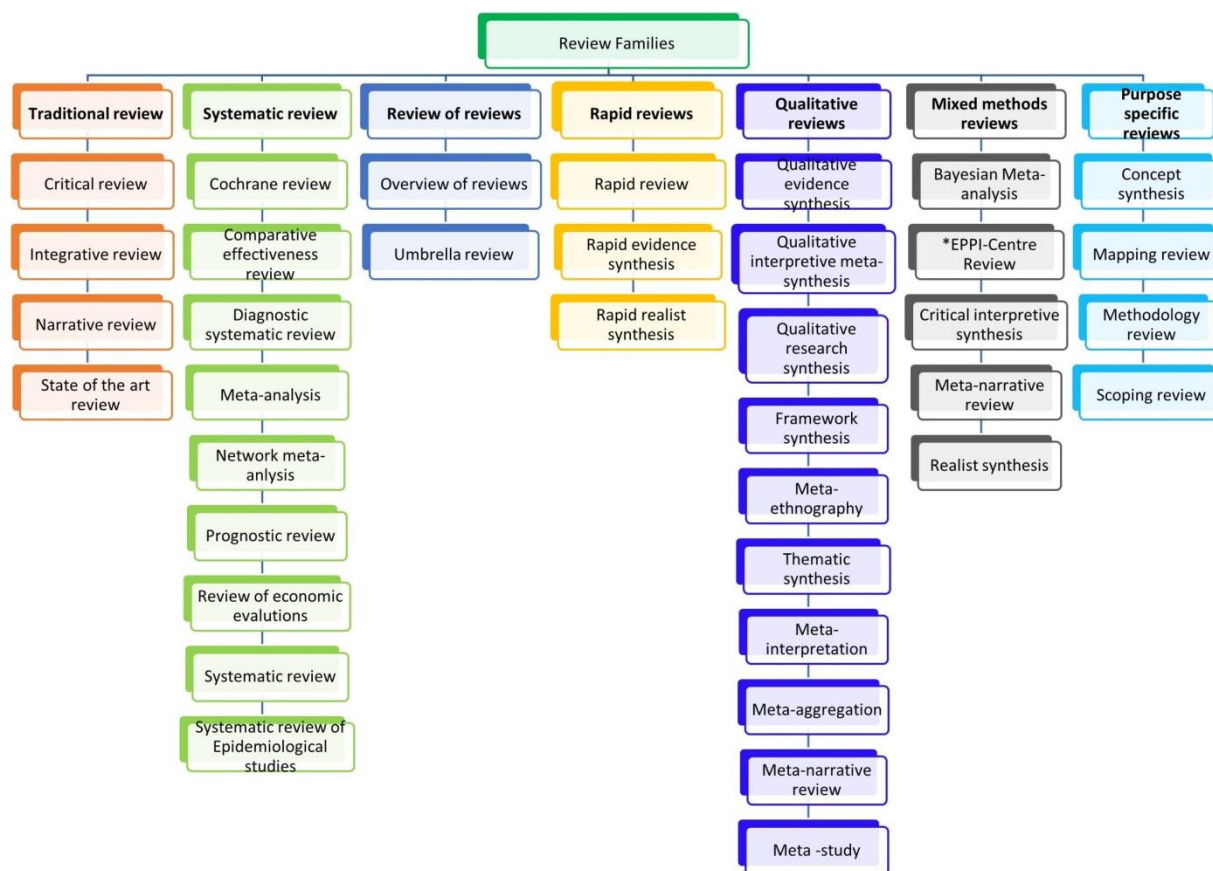 Review Families
Traditional review
Critical review
Integrative review
Narrative review
State of the art
review
Systematic review
Cochrane review
Comparative
effectiveness
review
Diagnostic
systematic review
Meta-analysis
Network meta-
anlysis
Prognostic review
Review of economic
evalutions
Systematic review
Systematic review of
Epidemiological
studies
Review of reviews
Overview of reviews
Umbrella review
Rapid reviews
Rapid review
Rapid evidence
synthesis
Rapid realist
synthesis
Qualitative
reviews
Qualitative
evidence
synthesis
Qualitative
interpretive meta-
synthesis
Qualitative
research
synthesis
Framework
synthesis
Meta-
ethnography
Thematic
synthesis
Meta-
interpretation
Meta-aggregation
Meta-narrative
review
Meta -study
Mixed methods
reviews
Bayesian Meta-
analysis
*EPPI-Centre
Review
Critical interpretive
synthesis
Meta-narrative
review
Realist synthesis
Purpose
specific
reviews
Concept
synthesis
Mapping review
Methodology
review
Scoping review